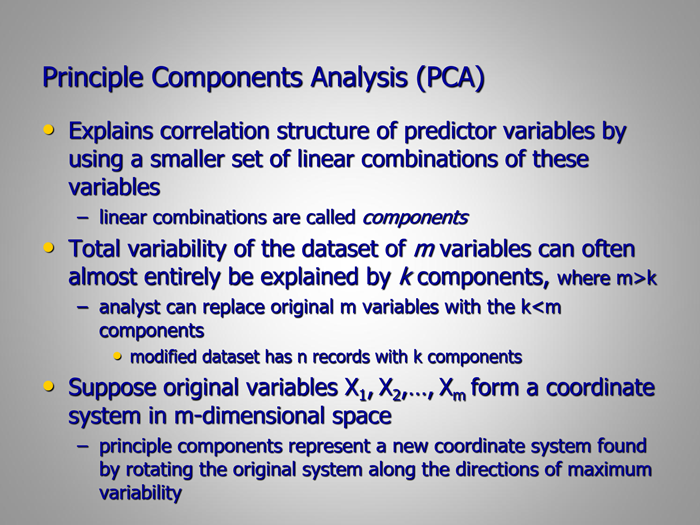 Principle Components Analysis (PCA)
• Explains correlation structure of predictor variables by
using a smaller set of linear combinations of these
variables
– linear combinations are called components
• Total variability of the dataset of m variables can often
almost entirely be explained by k components, where m>k
– analyst can replace original m variables with the k<m
components
• modified dataset has n records with k components
• Suppose original variables X₁, X₂,…, Xₘ form a coordinate
system in m-dimensional space
– principle components represent a new coordinate system found
by rotating the original system along the directions of maximum
variability